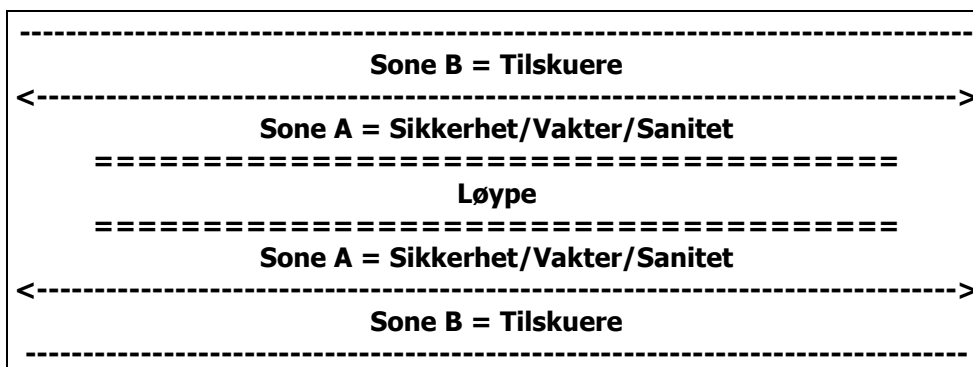 Sone B = Tilskuere
Sone A = Sikkerhet/Vakter/Sanitet
Løype
Sone A = Sikkerhet/Vakter/Sanitet
Sone B = Tilskuere